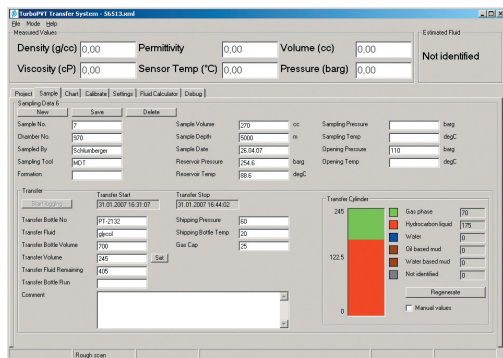 TurboPVT Transfer System - 56513.xml
File Mode Help
Measured Values
Estimated Fluid
Density (g/cc) 0,00 Permittivity 0,00 Volume (cc) 0,00
Not identified
Viscosity (cP) 0,00 Sensor Temp (°C) 0,00 Pressure (barg) 0,00
Project Sample Chart Calibrate Settings Fluid Calculator Debug
Sampling Data 6
New Save Delete
Sample No. 7 Sample Volume 270 cc Sampling Pressure barg
Chamber No. 970 Sample Depth 5000 m Sampling Temp degC
Sampled By Schlumberger Sample Date 26.04.07 Opening Pressure 110 barg
Sampling Tool MDT Reservoir Pressure 254.6 barg Opening Temp degC
Formation Reservoir Temp 88.6 degC
Transfer
Transfer Start Transfer Stop
Start logging 31.01.2007 16:31:07 31.01.2007 16:44:02
Transfer Cylinder
Transfer Bottle No PT-2132 Shipping Pressure 60
245 Gas phase 70
Transfer Fluid glycol Shipping Bottle Temp 20
Hydrocarbon liquid 175
Transfer Bottle Volume 700 Gas Cap 25
Water 0
Transfer Volume 245 Set
122.5 Oil based mud 0
Transfer Fluid Remaining 405
Water based mud 0
Transfer Bottle Run
Not identified 0
Comment
Regenerate
0 Manual values
Rough scan